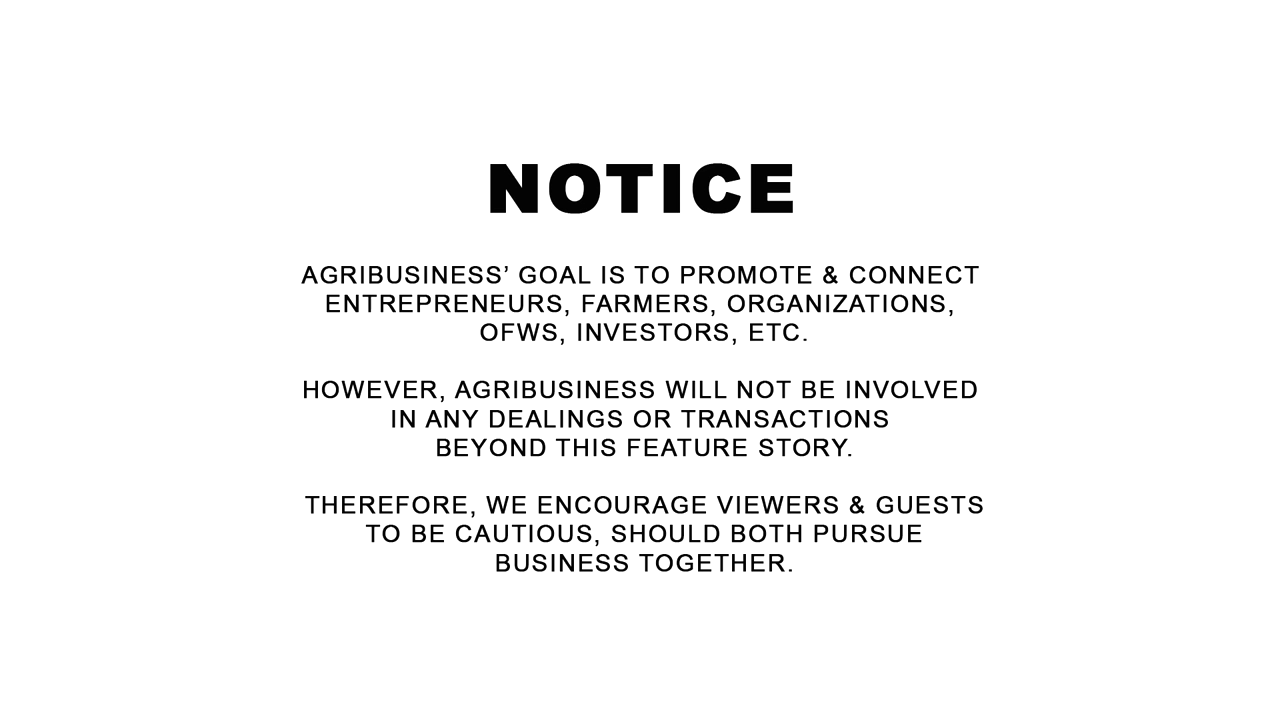 NOTICE
AGRIBUSINESS’ GOAL IS TO PROMOTE & CONNECT
ENTREPRENEURS, FARMERS, ORGANIZATIONS,
OFWS, INVESTORS, ETC.
HOWEVER, AGRIBUSINESS WILL NOT BE INVOLVED
IN ANY DEALINGS OR TRANSACTIONS
BEYOND THIS FEATURE STORY.
THEREFORE, WE ENCOURAGE VIEWERS & GUESTS
TO BE CAUTIOUS, SHOULD BOTH PURSUE
BUSINESS TOGETHER.